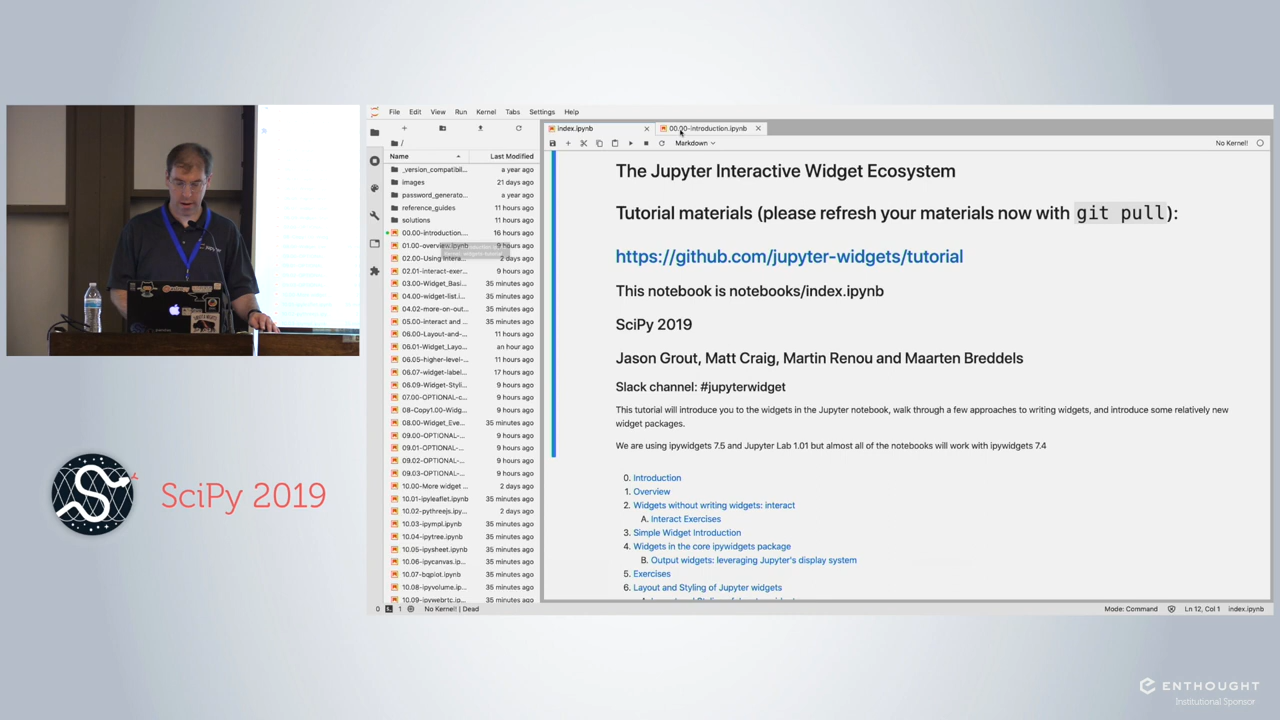 File Edit View Run Kernel Tabs Settings Help
/
Name Last Modified
_version_compatibil... a year ago
images 21 days ago
password_generato... a year ago
reference_guides 11 hours ago
solutions 11 hours ago
00.00-introduction.... 16 hours ago
01.00-overview.ipynb 9 hours ago
02.00-Using Intera... 2 days ago
02.01-interact-exer... 9 hours ago
03.00-Widget_Basi... 35 minutes ago
04.00-widget-list.i... 35 minutes ago
04.02-more-on-out... 35 minutes ago
05.00-interact and ... 35 minutes ago
06.00-Layout-and-... 11 hours ago
06.01-Widget_Layo... an hour ago
06.05-higher-level-... 11 hours ago
06.07-widget-label... 17 hours ago
06.09-Widget-Styli... 9 hours ago
07.00-OPTIONAL-c... 9 hours ago
08-Copy1.00-Widg... 9 hours ago
08.00-Widget_Eve... 35 minutes ago
09.00-OPTIONAL-... 9 hours ago
09.01-OPTIONAL-... 9 hours ago
09.02-OPTIONAL-... 9 hours ago
09.03-OPTIONAL-... 9 hours ago
10.00-More widget ... 2 days ago
10.01-ipyleaflet.ipynb 35 minutes ago
10.02-pythreejs.ipy... 2 days ago
10.03-ipympl.ipynb 35 minutes ago
10.04-ipytree.ipynb 35 minutes ago
10.05-ipysheet.ipynb 35 minutes ago
10.06-ipycanvas.ip... 35 minutes ago
10.07-bqplot.ipynb 35 minutes ago
10.08-ipyvolume.ip... 35 minutes ago
10.09-ipywebrtc.ip... 35 minutes ago
index.ipynb
00.00-introduction.ipynb
Markdown
No Kernel!
The Jupyter Interactive Widget Ecosystem
Tutorial materials (please refresh your materials now with git pull):
https://github.com/jupyter-widgets/tutorial
This notebook is notebooks/index.ipynb
SciPy 2019
Jason Grout, Matt Craig, Martin Renou and Maarten Breddels
Slack channel: #jupyterwidget
This tutorial will introduce you to the widgets in the Jupyter notebook, walk through a few approaches to writing widgets, and introduce some relatively new
widget packages.
We are using ipywidgets 7.5 and Jupyter Lab 1.01 but almost all of the notebooks will work with ipywidgets 7.4
0. Introduction
1. Overview
2. Widgets without writing widgets: interact
A. Interact Exercises
3. Simple Widget Introduction
4. Widgets in the core ipywidgets package
B. Output widgets: leveraging Jupyter's display system
5. Exercises
6. Layout and Styling of Jupyter widgets
0 1 No Kernel! | Dead
Mode: Command Ln 12, Col 1 index.ipynb
SciPy 2019
ENTHOUGHT
Institutional Sponsor